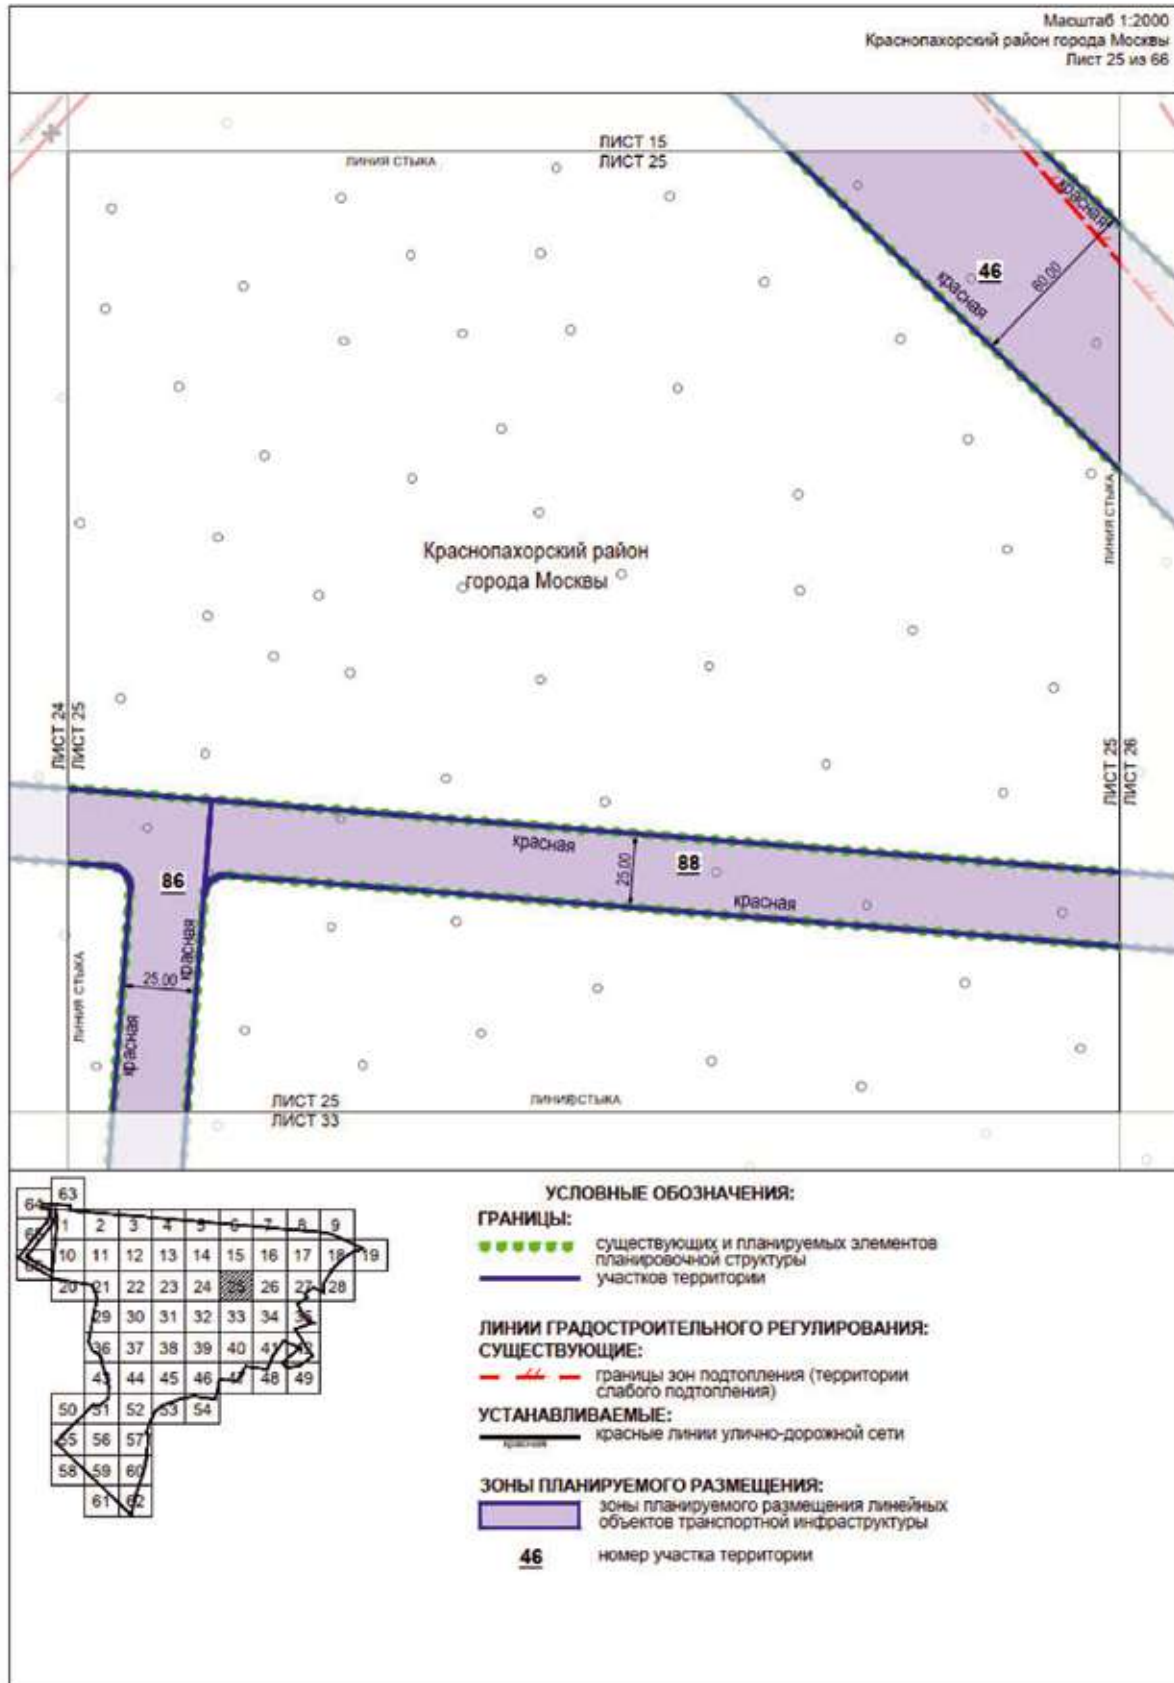 Масштаб 1:2000
Краснопахорский район города Москвы
Лист 25 из 66
ЛИСТ 15
ЛИНИЯ СТЫКА
ЛИСТ 25
красная
46
60.00
красная
ЛИНИЯ СТЫКА
Краснопахорский район
города Москвы
ЛИСТ 24
ЛИСТ 25
ЛИСТ 25
ЛИСТ 26
красная
25.00
88
86
красная
красная
25.00
ЛИНИЯ СТЫКА
красная
ЛИСТ 25
ЛИНИЯ СТЫКА
ЛИСТ 33
63
64
1 2 3 4 5 6 7 8 9
10 11 12 13 14 15 16 17 18 19
20 21 22 23 24 25 26 27 28
29 30 31 32 33 34 35
36 37 38 39 40 41 42
43 44 45 46 47 48 49
50 51 52 53 54
55 56 57
58 59 60
61 62
УСЛОВНЫЕ ОБОЗНАЧЕНИЯ:
ГРАНИЦЫ:
существующих и планируемых элементов
планировочной структуры
участков территории
ЛИНИИ ГРАДОСТРОИТЕЛЬНОГО РЕГУЛИРОВАНИЯ:
СУЩЕСТВУЮЩИЕ:
границы зон подтопления (территории
слабого подтопления)
УСТАНАВЛИВАЕМЫЕ:
красная
красные линии улично-дорожной сети
ЗОНЫ ПЛАНИРУЕМОГО РАЗМЕЩЕНИЯ:
зоны планируемого размещения линейных
объектов транспортной инфраструктуры
46
номер участка территории